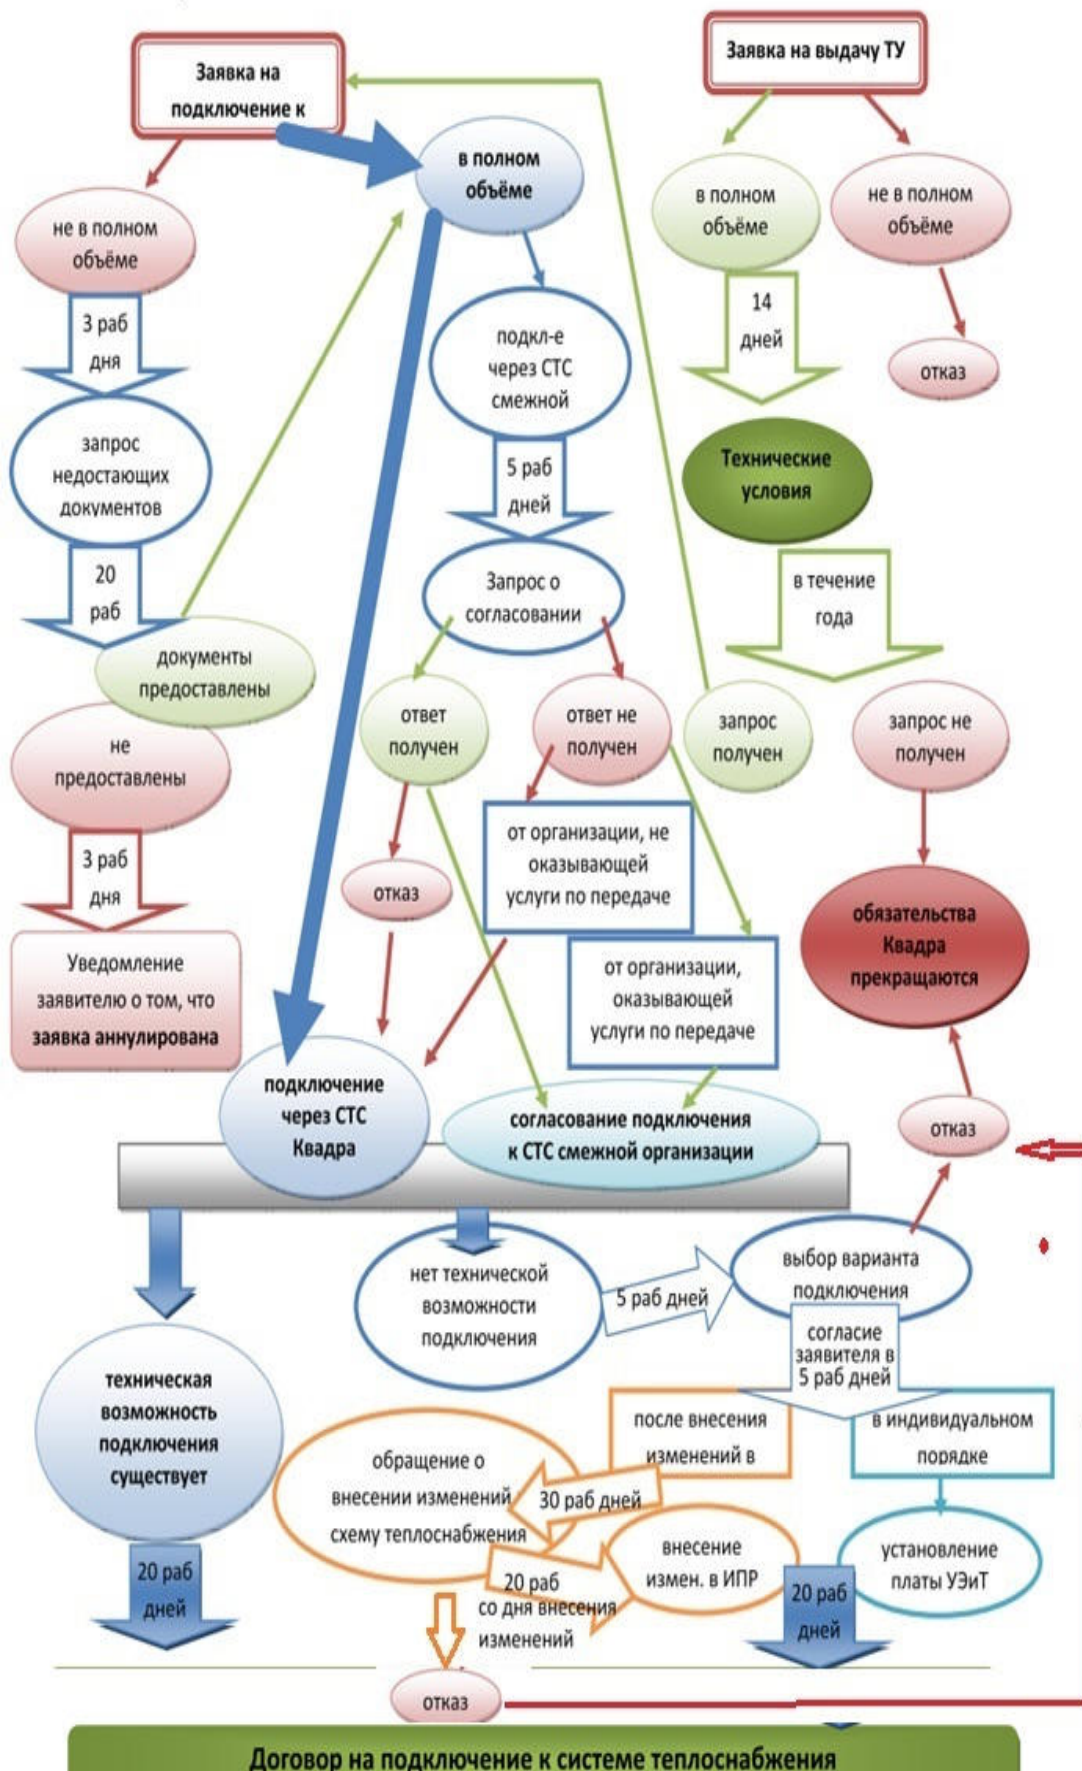 Заявка на
подключение к
Заявка на выдачу ТУ
в полном
объёме
не в полном
объёме
в полном
объёме
не в полном
объёме
3 раб
дня
14
дней
отказ
подкл-е
через СТС
смежной
запрос
недостающих
документов
Технические
условия
5 раб
дней
20
раб
Запрос о
согласовании
в течение
года
документы
предоставлены
не
предоставлены
ответ
получен
ответ не
получен
запрос
получен
запрос не
получен
3 раб
дня
от организации, не
оказывающей
услуги по передаче
отказ
обязательства
Квадра
прекращаются
Уведомление
заявителю о том, что
заявка аннулирована
от организации,
оказывающей
услуги по передаче
подключение
через СТС
Квадра
согласование подключения
к СТС смежной организации
отказ
нет технической
возможности
подключения
5 раб дней
выбор варианта
подключения
согласие
заявителя в
5 раб дней
техническая
возможность
подключения
существует
после внесения
изменений в
в индивидуальном
порядке
обращение о
внесении изменений
схему теплоснабжения
30 раб дней
внесение
измен. в ИПР
установление
платы УЭиТ
20 раб
дней
20 раб
со дня внесения
изменений
20 раб
дней
отказ
Договор на подключение к системе теплоснабжения